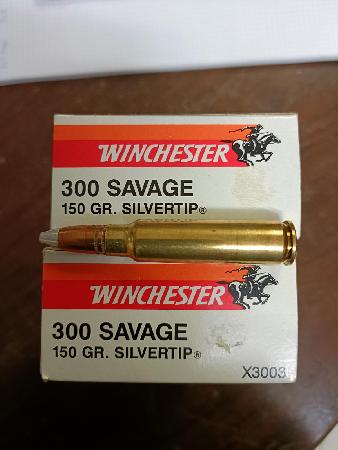 WINCHESTER
300 SAVAGE
150 GR. SILVERTIP®
WINCHESTER
300 SAVAGE
150 GR. SILVERTIP®
X3003